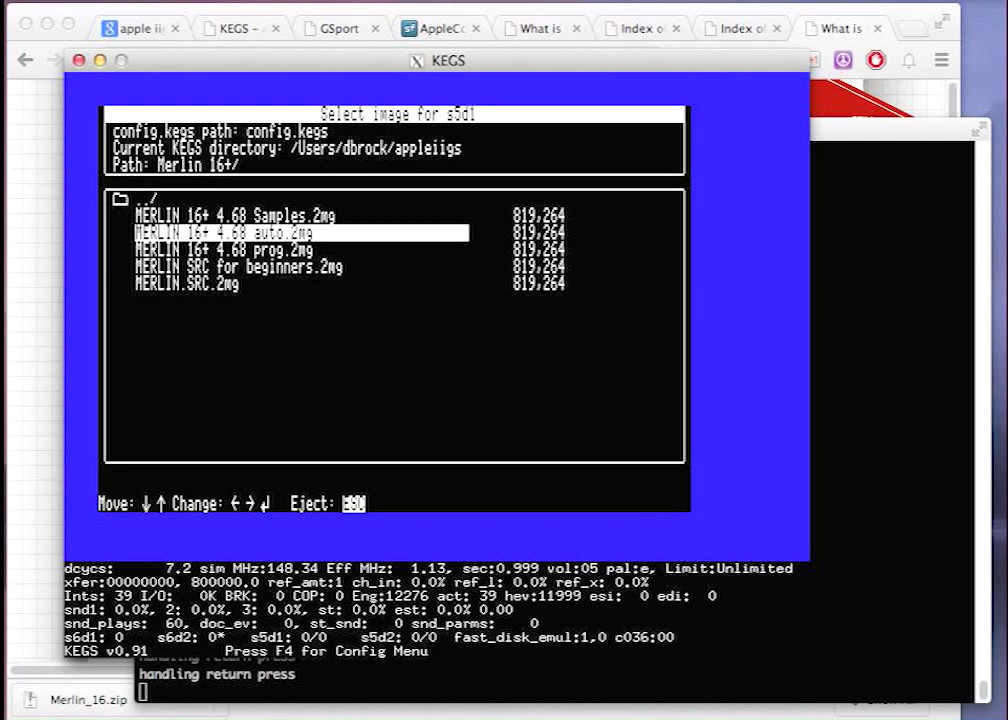 apple ii
KEGS –
GSport
AppleCo
What is
Index o
Index o
What is
KEGS
Select image for s5d1
config.kegs path: config.kegs
Current KEGS directory: /Users/dbrock/appleiigs
Path: Merlin 16+/
../
MERLIN 16+ 4.68 Samples.2mg 819,264
MERLIN 16+ 4.68 auto.2mg 819,264
MERLIN 16+ 4.68 prog.2mg 819,264
MERLIN SRC for beginners.2mg 819,264
MERLIN.SRC.2mg 819,264
Move: ↓ ↑ Change: ← → ↲ Eject: ESC
dcycs: 7.2 sim MHz:148.34 Eff MHz: 1.13, sec:0.999 vol:05 pal:e, Limit:Unlimited
xfer:00000000, 800000.0 ref_amt:1 ch_in: 0.0% ref_l: 0.0% ref_x: 0.0%
Ints: 39 I/O: 0K BRK: 0 COP: 0 Eng:12276 act: 39 hev:11999 esi: 0 edi: 0
snd1: 0.0%, 2: 0.0%, 3: 0.0%, st: 0.0% est: 0.0% 0.00
snd_plays: 60, doc_ev: 0, st_snd: 0 snd_parms: 0
s6d1: 0 s6d2: 0* s5d1: 0/0 s5d2: 0/0 fast_disk_emul:1,0 c036:00
KEGS v0.91 Press F4 for Config Menu
handling return press
handling return press
Merlin_16.zip